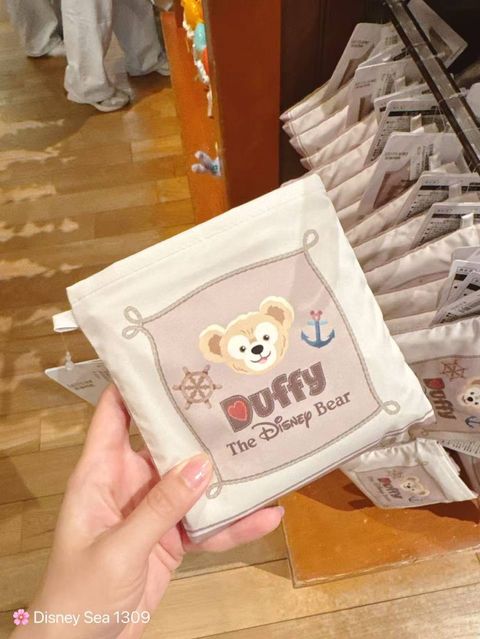 Duffy
The Disney Bear
🌸 Disney Sea 1309